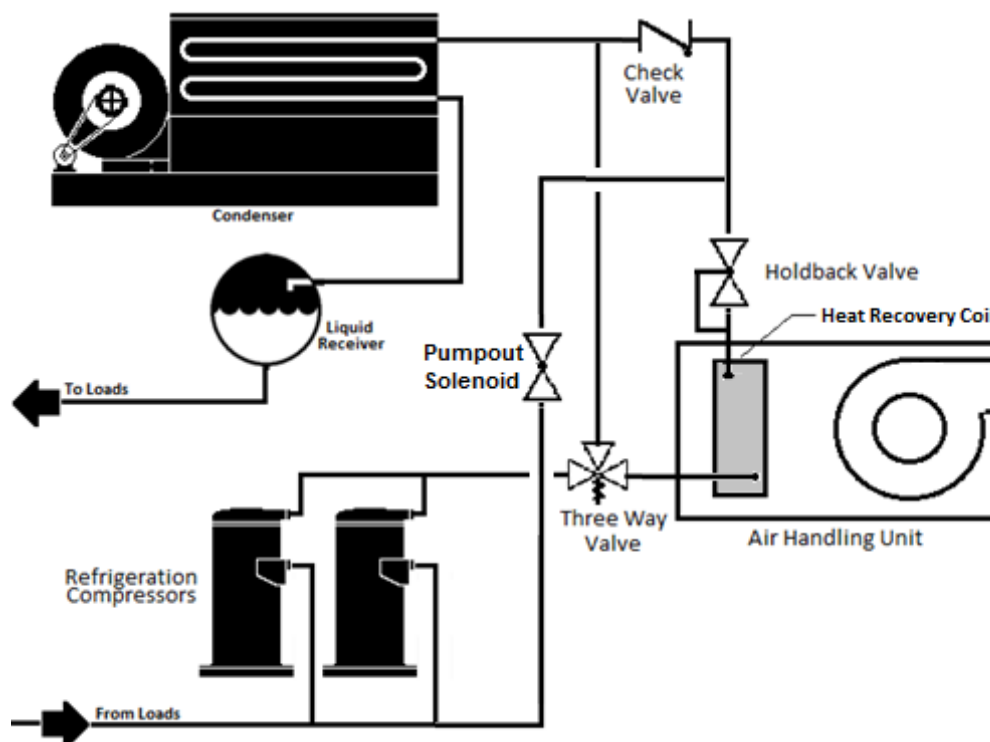 Check
Valve
Condenser
Holdback Valve
Heat Recovery Coi
Liquid
Receiver
Pumpout
Solenoid
To Loads
Three Way
Valve
Air Handling Unit
Refrigeration
Compressors
From Loads